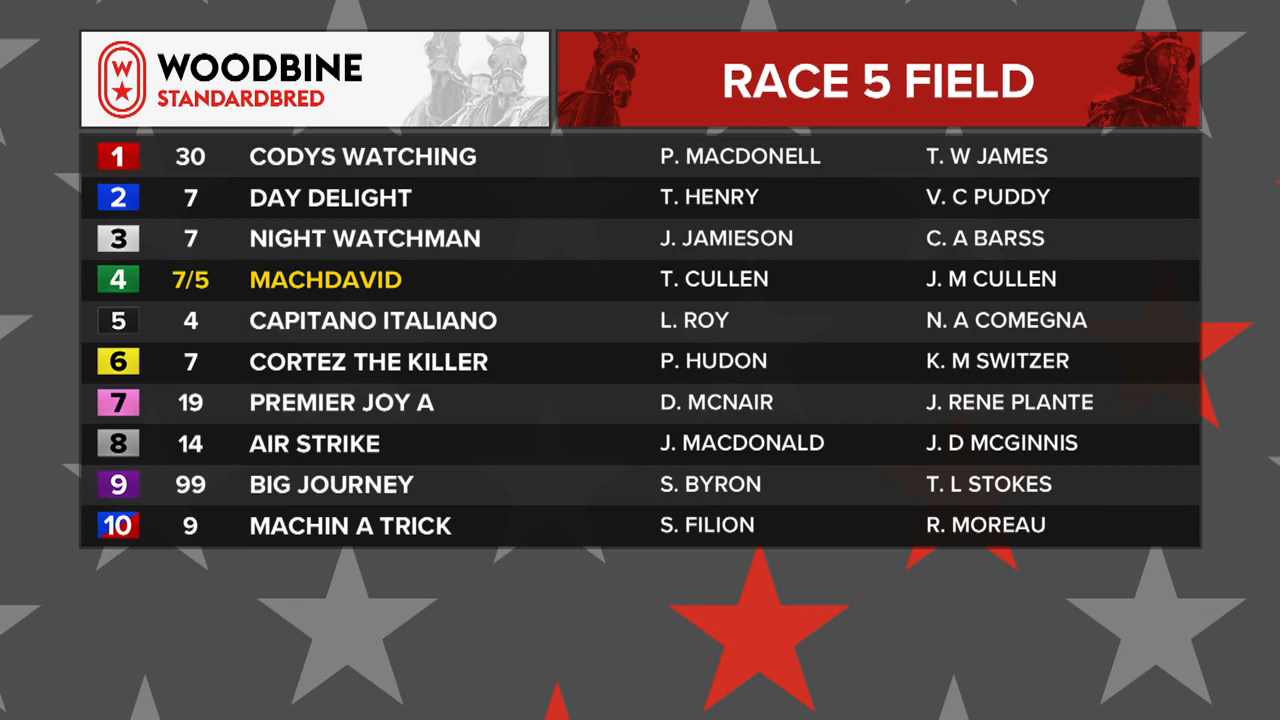 W
WOODBINE
STANDARDBRED
RACE 5 FIELD
1 30 CODYS WATCHING P. MACDONELL T. W JAMES
2 7 DAY DELIGHT T. HENRY V. C PUDDY
3 7 NIGHT WATCHMAN J. JAMIESON C. A BARSS
4 7/5 MACHDAVID T. CULLEN J. M CULLEN
5 4 CAPITANO ITALIANO L. ROY N. A COMEGNA
6 7 CORTEZ THE KILLER P. HUDON K. M SWITZER
7 19 PREMIER JOY A D. MCNAIR J. RENE PLANTE
8 14 AIR STRIKE J. MACDONALD J. D MCGINNIS
9 99 BIG JOURNEY S. BYRON T. L STOKES
10 9 MACHIN A TRICK S. FILION R. MOREAU